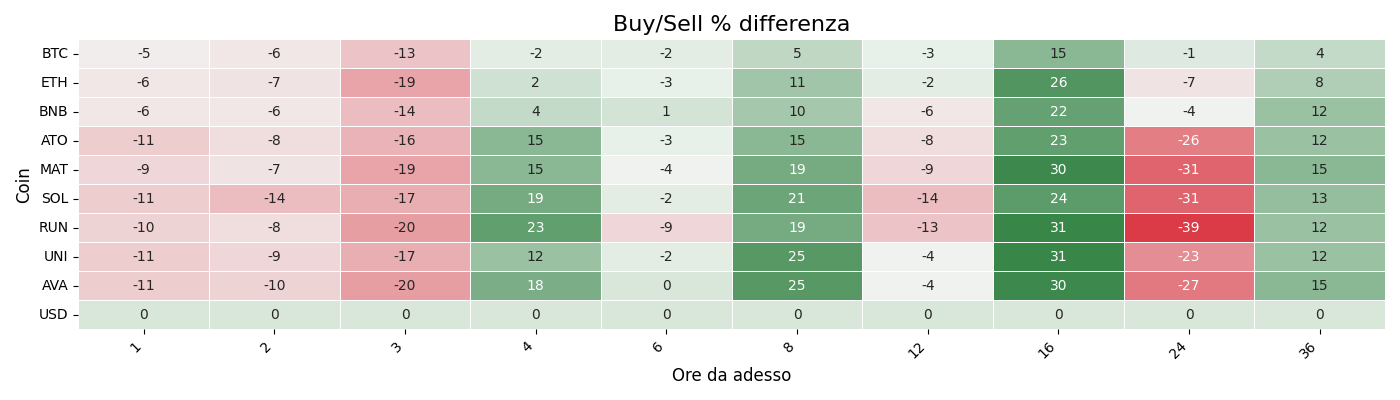 Buy/Sell % differenza
BTC -5 -6 -13 -2 -2 5 -3 15 -1 4
ETH -6 -7 -19 2 -3 11 -2 26 -7 8
BNB -6 -6 -14 4 1 10 -6 22 -4 12
ATO -11 -8 -16 15 -3 15 -8 23 -26 12
MAT -9 -7 -19 15 -4 19 -9 30 -31 15
SOL -11 -14 -17 19 -2 21 -14 24 -31 13
RUN -10 -8 -20 23 -9 19 -13 31 -39 12
UNI -11 -9 -17 12 -2 25 -4 31 -23 12
AVA -11 -10 -20 18 0 25 -4 30 -27 15
USD 0 0 0 0 0 0 0 0 0 0
1 2 3 4 6 8 12 16 24 36
Coin
Ore da adesso